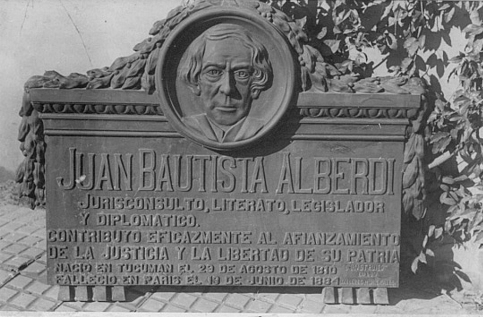 JUAN BAUTISTA ALBERDI
JURISCONSULTO, LITERATO, LEGISLADOR
Y DIPLOMATICO.
CONTRIBUYO EFICAZMENTE AL AFIANZAMIENTO
DE LA JUSTICIA Y LA LIBERTAD DE SU PATRIA
NACIO EN TUCUMAN EL 29 DE AGOSTO DE 1810
FALLECIO EN PARIS EL 19 DE JUNIO DE 1884